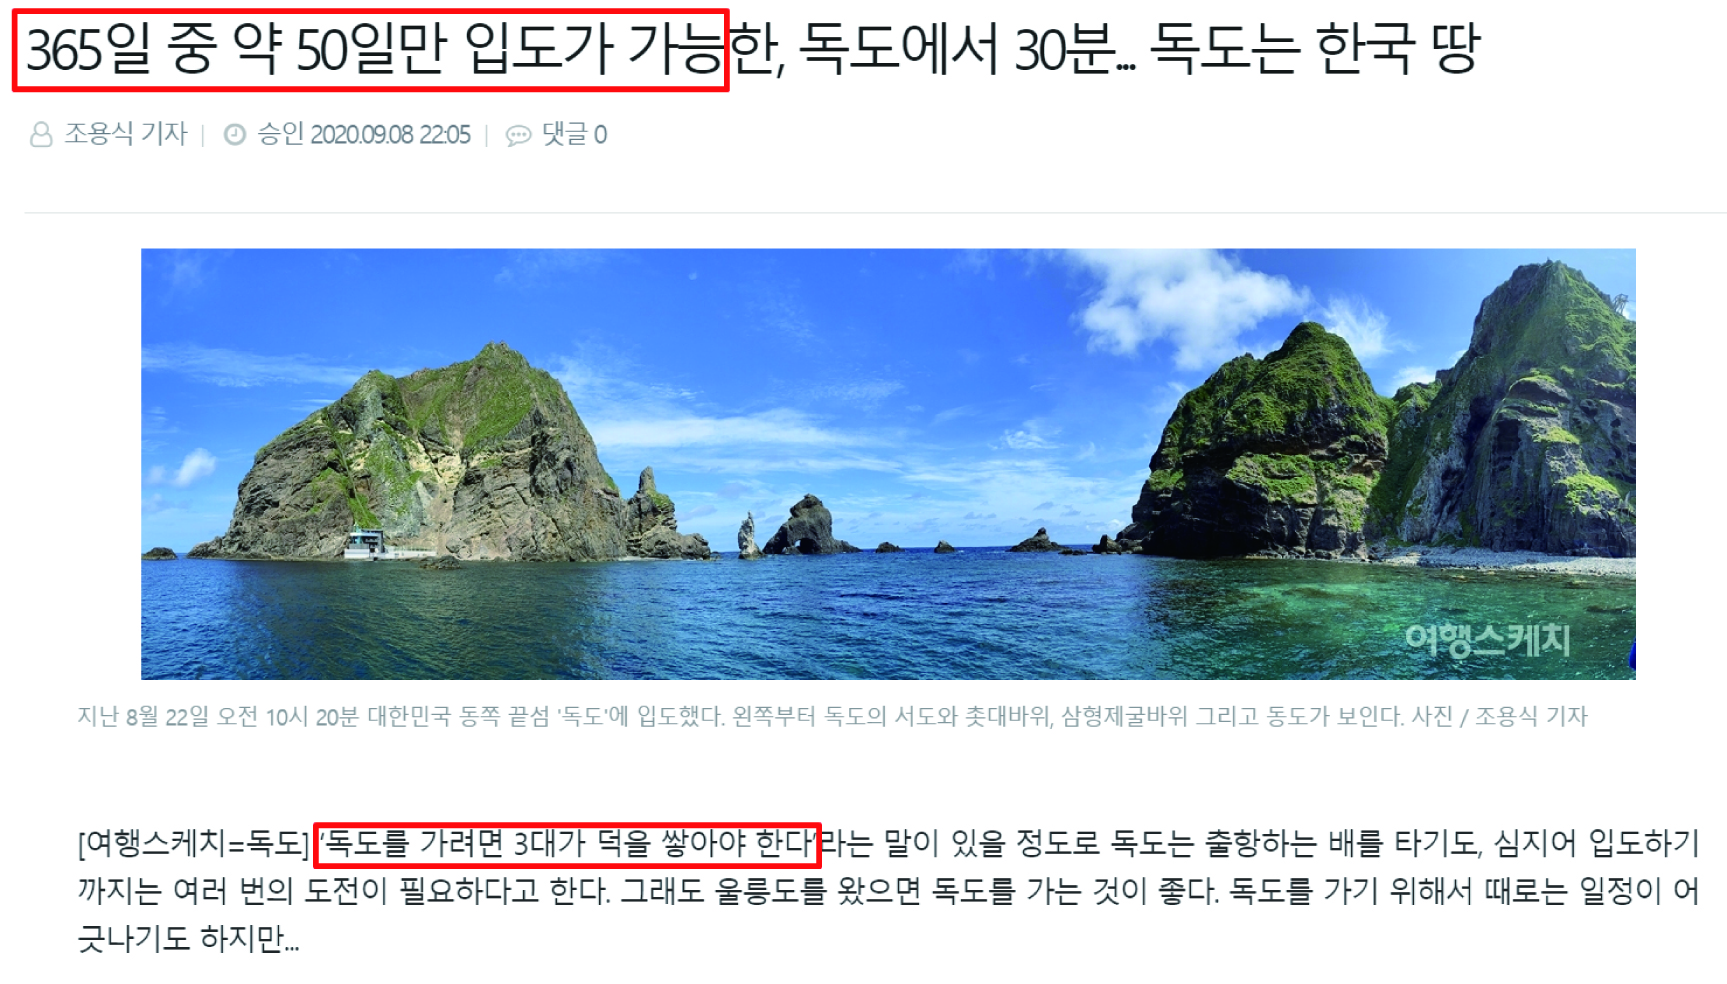 365일 중 약 50일만 입도가 가능한, 독도에서 30분... 독도는 한국 땅
조용식 기자 | 승인 2020.09.08 22:05 | 댓글 0
여행스케치
지난 8월 22일 오전 10시 20분 대한민국 동쪽 끝섬 '독도'에 입도했다. 왼쪽부터 독도의 서도와 촛대바위, 삼형제굴바위 그리고 동도가 보인다. 사진 / 조용식 기자
[여행스케치=독도] '독도를 가려면 3대가 덕을 쌓아야 한다'라는 말이 있을 정도로 독도는 출항하는 배를 타기도, 심지어 입도하기
까지는 여러 번의 도전이 필요하다고 한다. 그래도 울릉도를 왔으면 독도를 가는 것이 좋다. 독도를 가기 위해서 때로는 일정이 어
긋나기도 하지만...